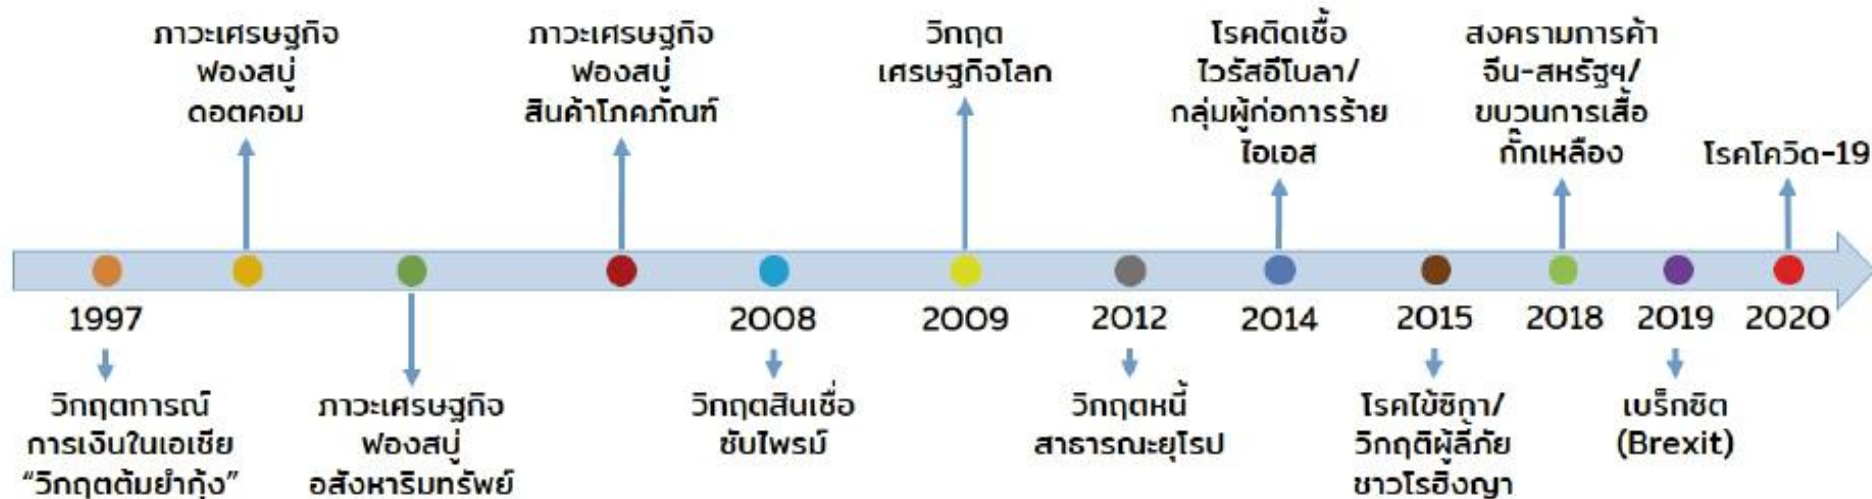 ภาวะเศรษฐกิจ
ฟองสบู่
ดอตคอม
ภาวะเศรษฐกิจ
ฟองสบู่
สินค้าโภคภัณฑ์
วิกฤต
เศรษฐกิจโลก
โรคติดเชื้อ
ไวรัสอีโบลา/
กลุ่มผู้ก่อการร้าย
ไอเอส
สงครามการค้า
จีน-สหรัฐฯ/
ขบวนการเสื้อ
กั๊กเหลือง
โรคโควิด-19
1997
2008
2009
2012
2014
2015
2018
2019
2020
วิกฤตการณ์
การเงินในเอเชีย
“วิกฤตต้มยำกุ้ง”
ภาวะเศรษฐกิจ
ฟองสบู่
อสังหาริมทรัพย์
วิกฤตสินเชื่อ
ซับไพรม์
วิกฤตหนี้
สาธารณะยุโรป
โรคไข้ซิกา/
วิกฤติผู้ลี้ภัย
ชาวโรฮิงญา
เบร็กซิต
(Brexit)